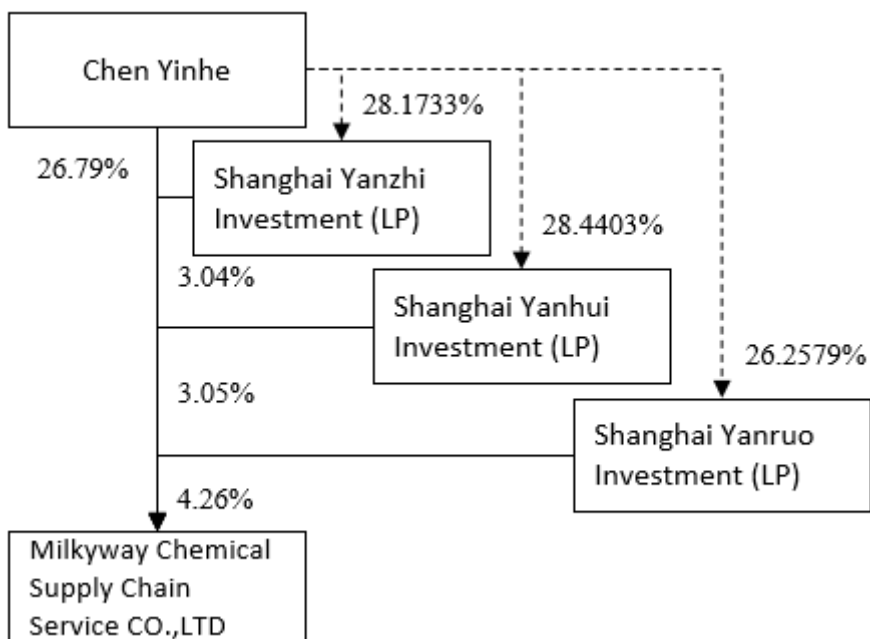 Chen Yinhe
28.1733%
26.79%
Shanghai Yanzhi
Investment (LP)
28.4403%
3.04%
Shanghai Yanhui
Investment (LP)
26.2579%
3.05%
Shanghai Yanruo
Investment (LP)
4.26%
Milkyway Chemical
Supply Chain
Service CO.,LTD